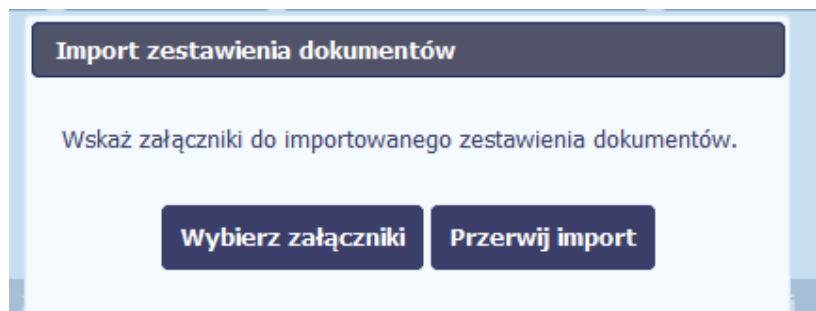 Import zestawienia dokumentów
Wskaż załączniki do importowanego zestawienia dokumentów.
Wybierz załączniki Przerwij import